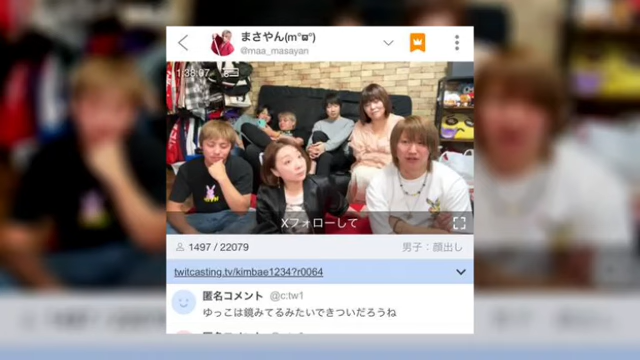 まさやん(m°ㅂ°)
@maa_masayan
1:38:07
Xフォローして
1497 / 22079
男子：顔出し
twitcasting.tv/kimbae1234?r0064
匿名コメント @c:tw1
ゆっこは鏡みてるみたいできついだろうね